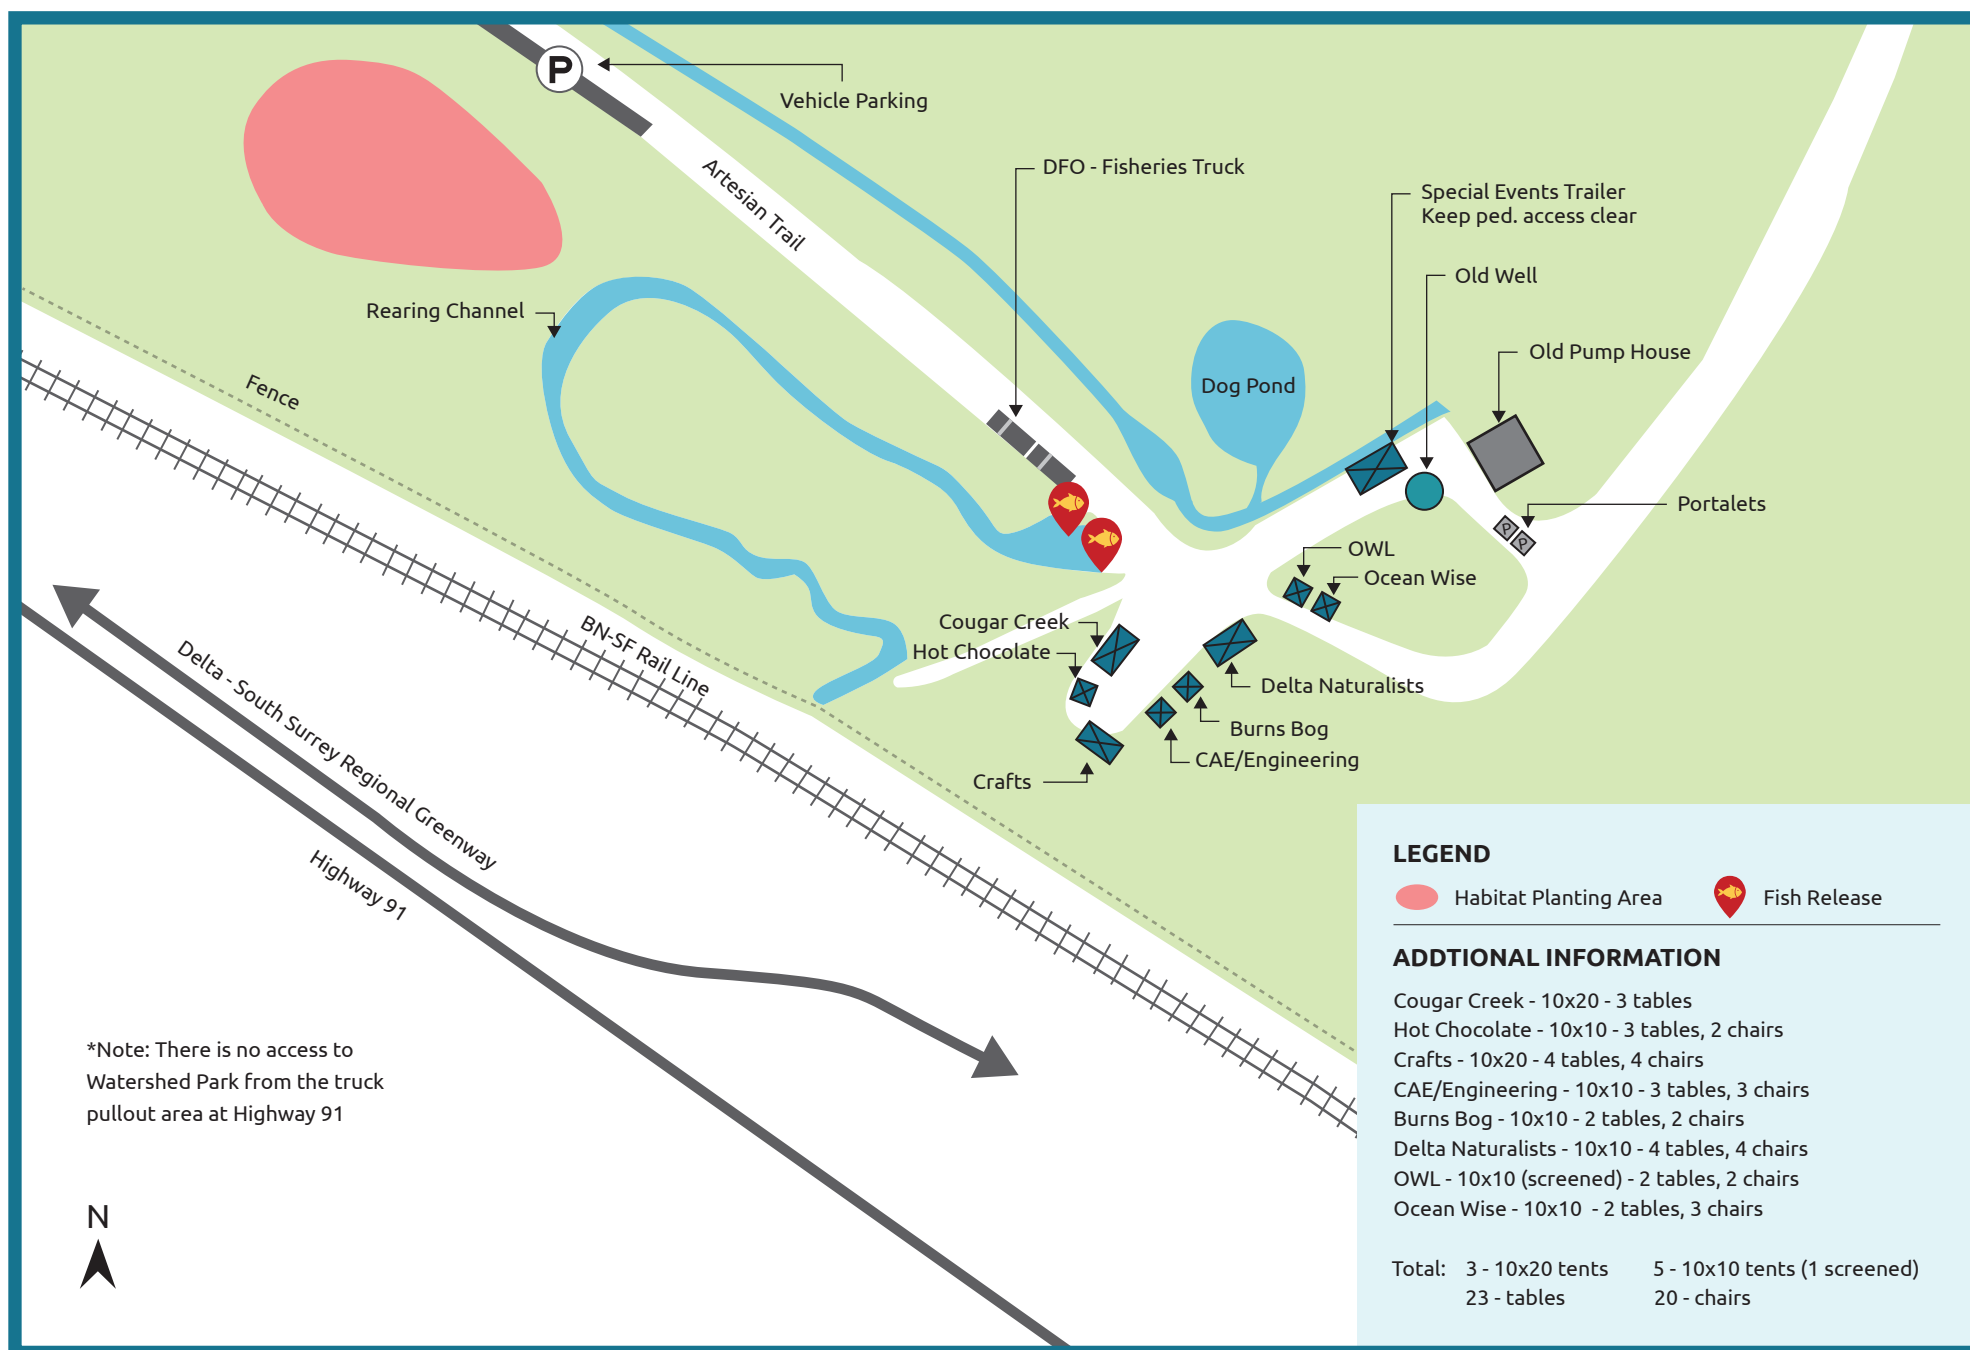 P
Vehicle Parking
Artesian Trail
DFO - Fisheries Truck
Special Events Trailer
Keep ped. access clear
Old Well
Rearing Channel
Old Pump House
Dog Pond
Fence
Portalets
P
P
OWL
Ocean Wise
Cougar Creek
Hot Chocolate
BN-SF Rail Line
Delta Naturalists
Delta - South Surrey Regional Greenway
Burns Bog
CAE/Engineering
Crafts
Highway 91
*Note: There is no access to
Watershed Park from the truck
pullout area at Highway 91
N
LEGEND
Habitat Planting Area
Fish Release
ADDTIONAL INFORMATION
Cougar Creek - 10x20 - 3 tables
Hot Chocolate - 10x10 - 3 tables, 2 chairs
Crafts - 10x20 - 4 tables, 4 chairs
CAE/Engineering - 10x10 - 3 tables, 3 chairs
Burns Bog - 10x10 - 2 tables, 2 chairs
Delta Naturalists - 10x10 - 4 tables, 4 chairs
OWL - 10x10 (screened) - 2 tables, 2 chairs
Ocean Wise - 10x10  - 2 tables, 3 chairs
Total: 3 - 10x20 tents 5 - 10x10 tents (1 screened)
23 - tables 20 - chairs